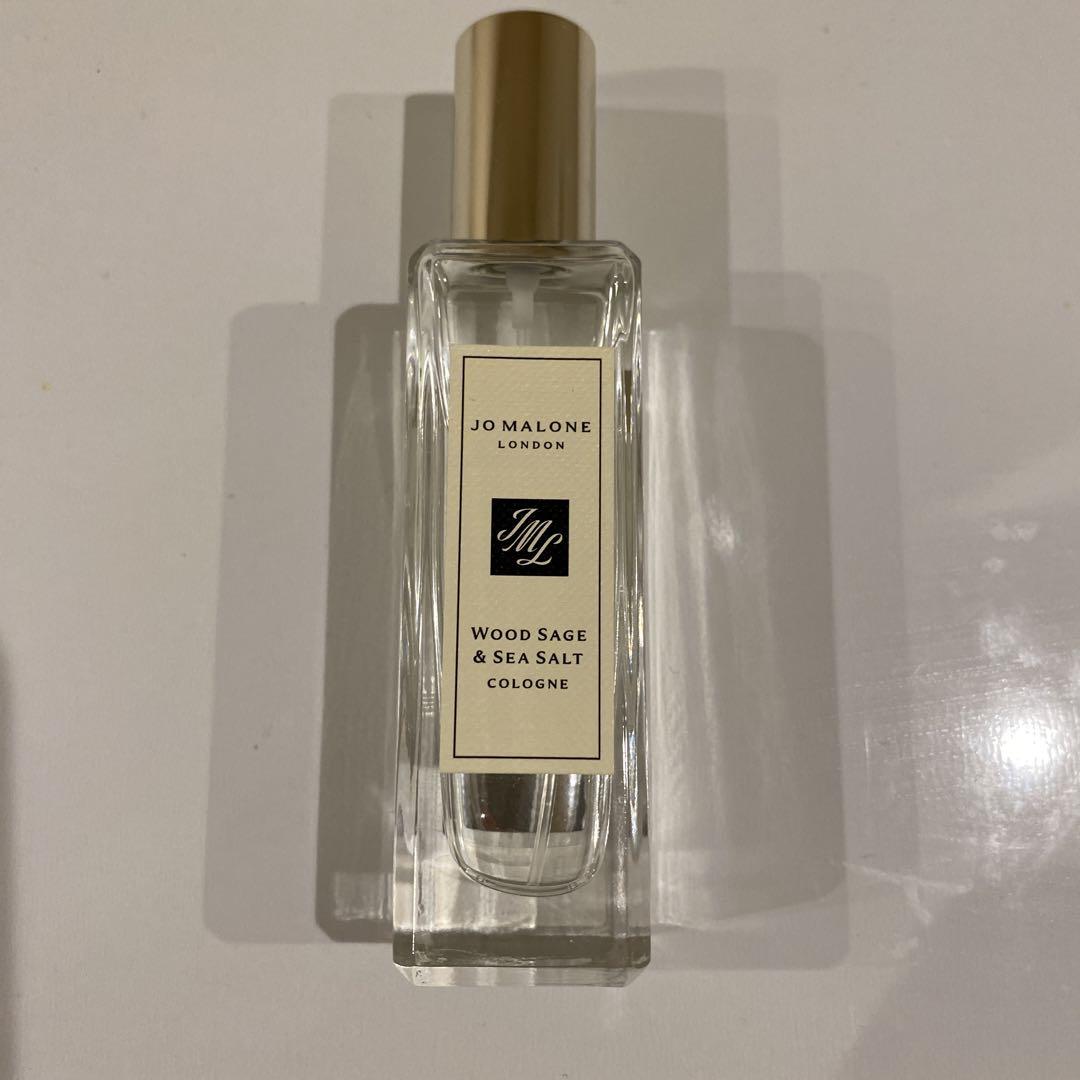 JO MALONE
LONDON
JML
WOOD SAGE
& SEA SALT
COLOGNE